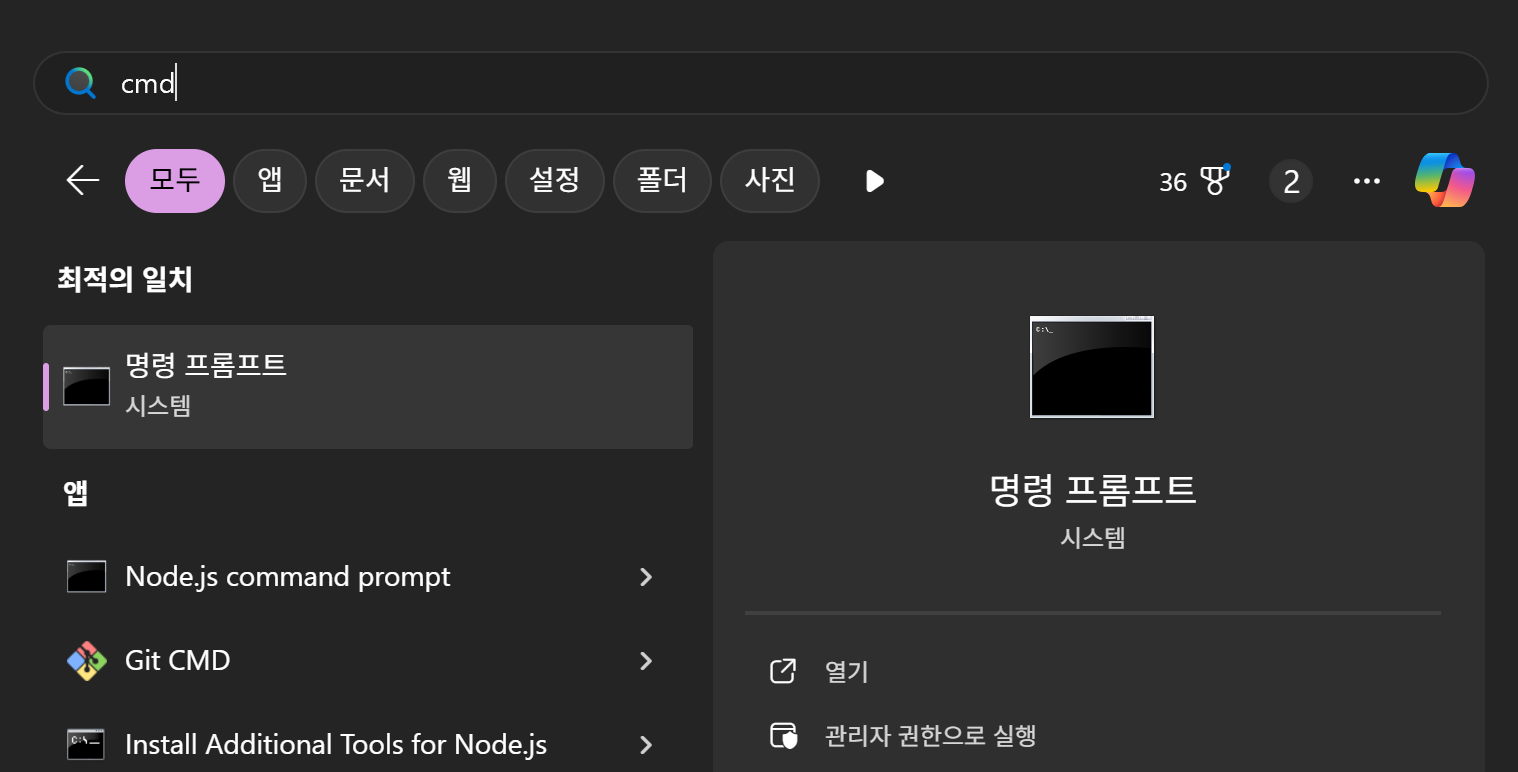 cmd
모두 앱 문서 웹 설정 폴더 사진 36 2
최적의 일치
명령 프롬프트
시스템
앱
Node.js command prompt
Git CMD
Install Additional Tools for Node.js
명령 프롬프트
시스템
열기
관리자 권한으로 실행